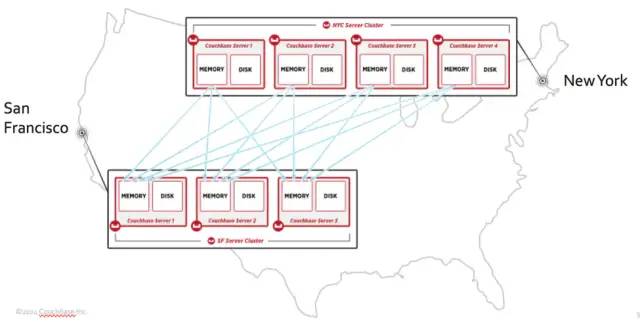 NYC Server Cluster
Couchbase Server 1
Couchbase Server 2
Couchbase Server 3
Couchbase Server 4
MEMORY DISK
MEMORY DISK
MEMORY DISK
MEMORY DISK
New York
San
Francisco
MEMORY DISK
MEMORY DISK
MEMORY DISK
Couchbase Server 1
Couchbase Server 2
Couchbase Server 3
SF Server Cluster
Couchbase Inc.